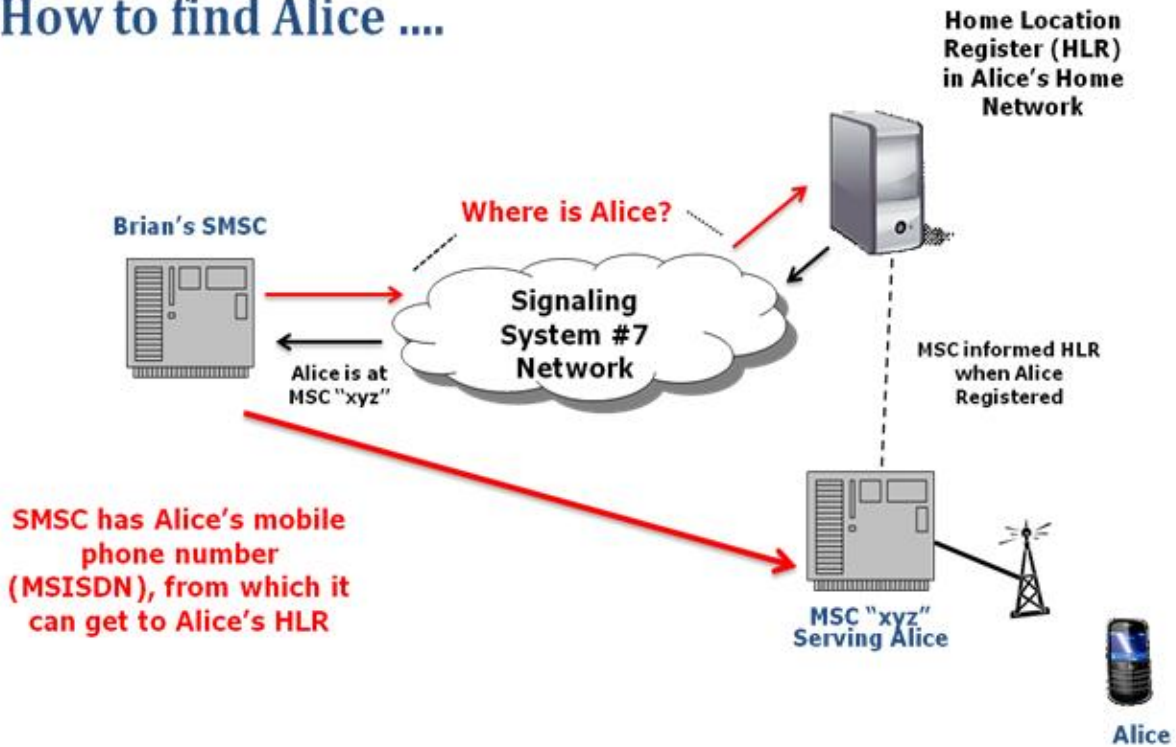 How to find Alice ....
Home Location
Register (HLR)
in Alice's Home
Network
Where is Alice?
Brian's SMSC
Signaling
System #7
Network
Alice is at
MSC "xyz"
MSC informed HLR
when Alice
Registered
SMSC has Alice's mobile
phone number
(MSISDN), from which it
can get to Alice's HLR
MSC "xyz"
Serving Alice
Alice